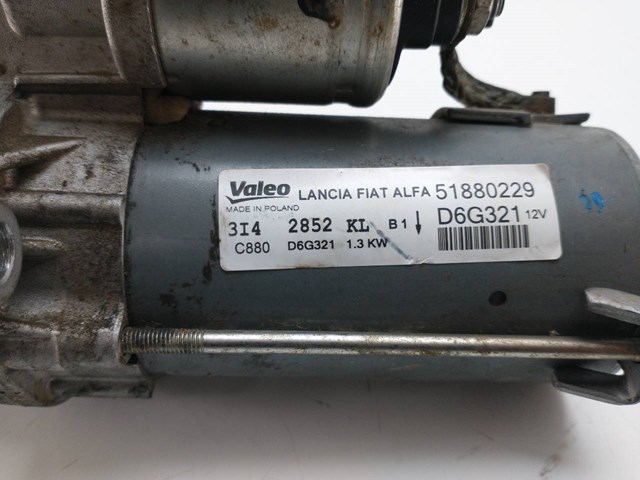 Valeo LANCIA FIAT ALFA 51880229
MADE IN POLAND
3I4 2852 KL B1 ↓ D6G321 12V
C880 D6G321 1.3 KW